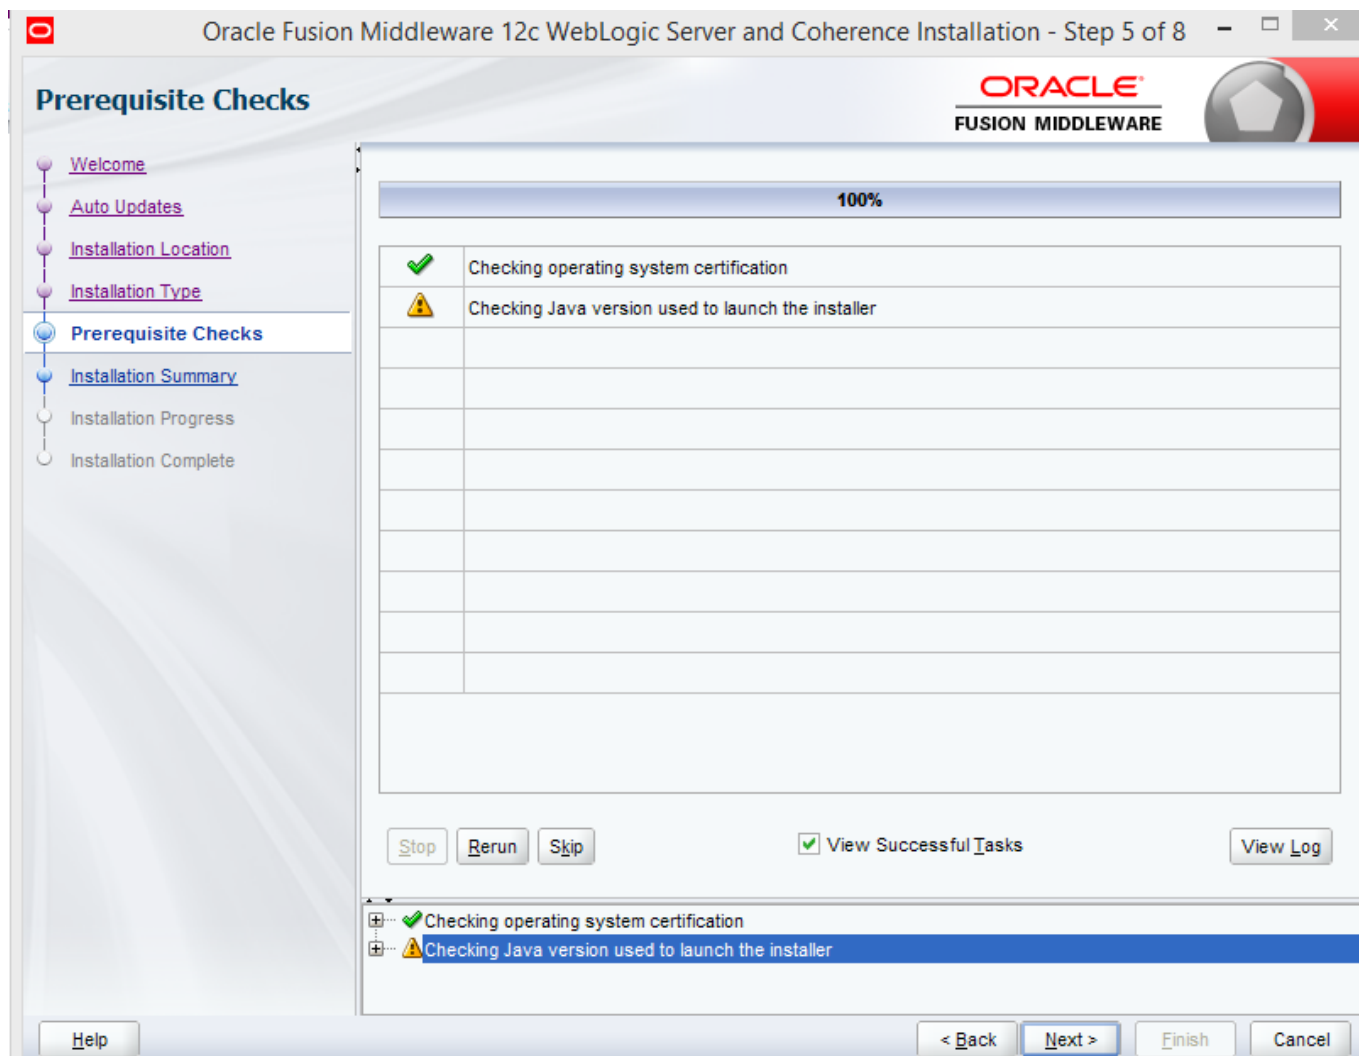 Oracle Fusion Middleware 12c WebLogic Server and Coherence Installation - Step 5 of 8
Prerequisite Checks
ORACLE
FUSION MIDDLEWARE
Welcome
Auto Updates
Installation Location
Installation Type
Prerequisite Checks
Installation Summary
Installation Progress
Installation Complete
100%
Checking operating system certification
Checking Java version used to launch the installer
Stop Rerun Skip View Successful Tasks View Log
Checking operating system certification
Checking Java version used to launch the installer
Help < Back Next > Finish Cancel